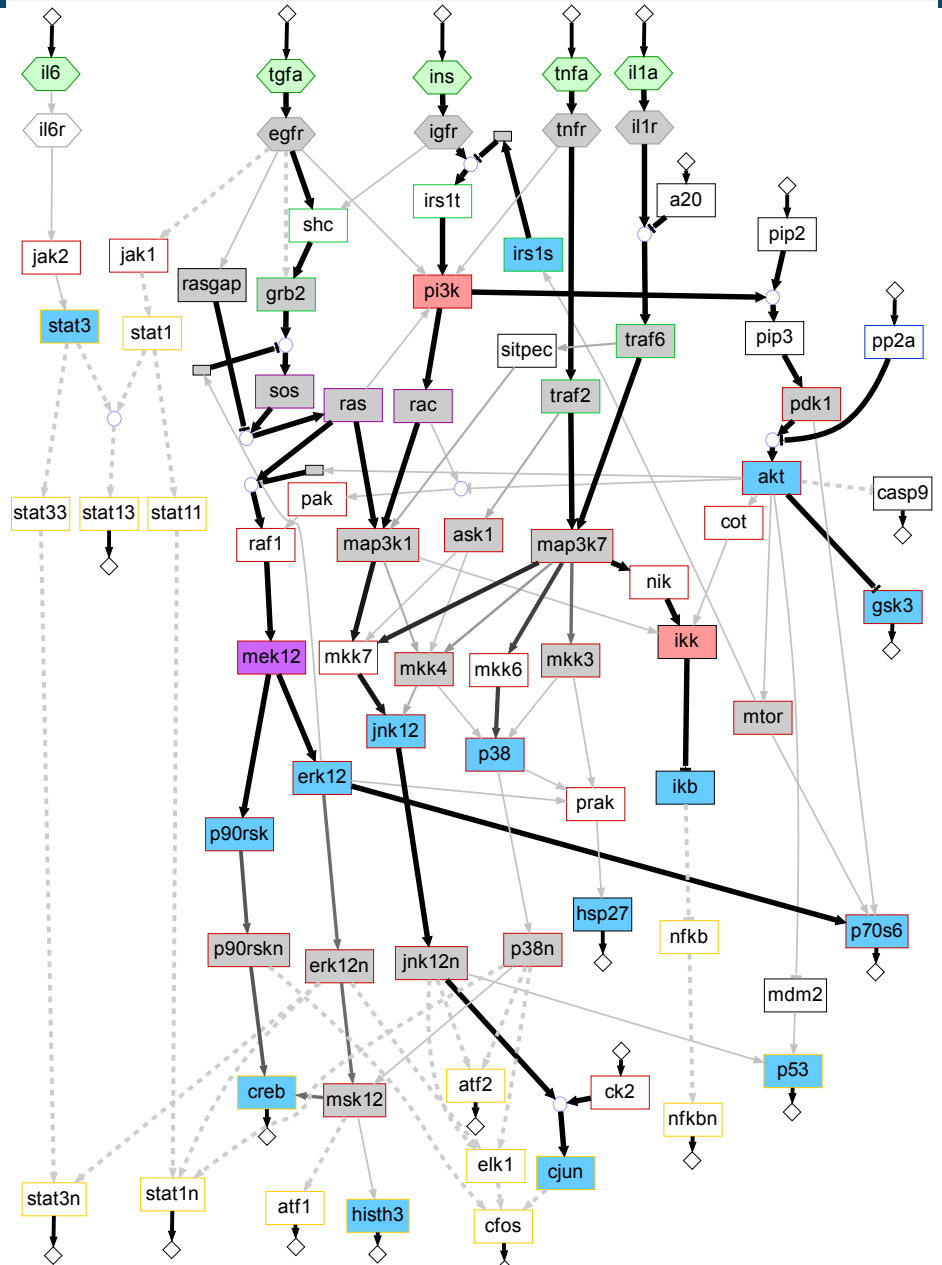 il6
tgfa
ins
tnfa
il1a
il6r
egfr
igfr
tnfr
il1r
a20
irs1t
shc
pip2
jak2
jak1
irs1s
rasgap
grb2
pi3k
stat3
stat1
sitpec
traf6
pip3
pp2a
sos
ras
rac
traf2
pdk1
akt
casp9
pak
stat33
stat13
stat11
cot
raf1
map3k1
ask1
map3k7
nik
gsk3
mek12
mkk7
mkk4
mkk6
mkk3
ikk
mtor
jnk12
p38
erk12
ikb
prak
p90rsk
hsp27
p70s6
nfkb
p90rskn
erk12n
jnk12n
p38n
mdm2
p53
creb
msk12
atf2
ck2
nfkbn
elk1
cjun
stat3n
stat1n
atf1
histh3
cfos